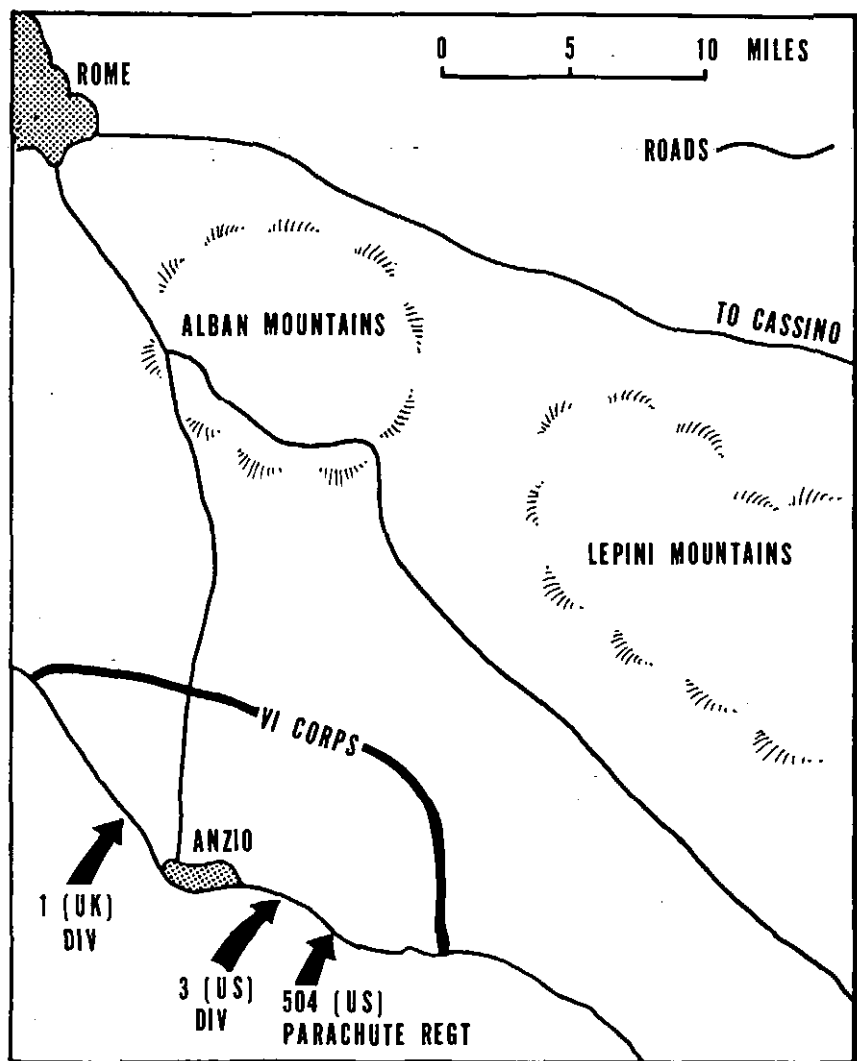 ROME
0 5 10 MILES
ROADS
ALBAN MOUNTAINS
TO CASSINO
LEPINI MOUNTAINS
VI CORPS
ANZIO
1 (UK)
DIV
3 (US)
DIV
504 (US)
PARACHUTE REGT